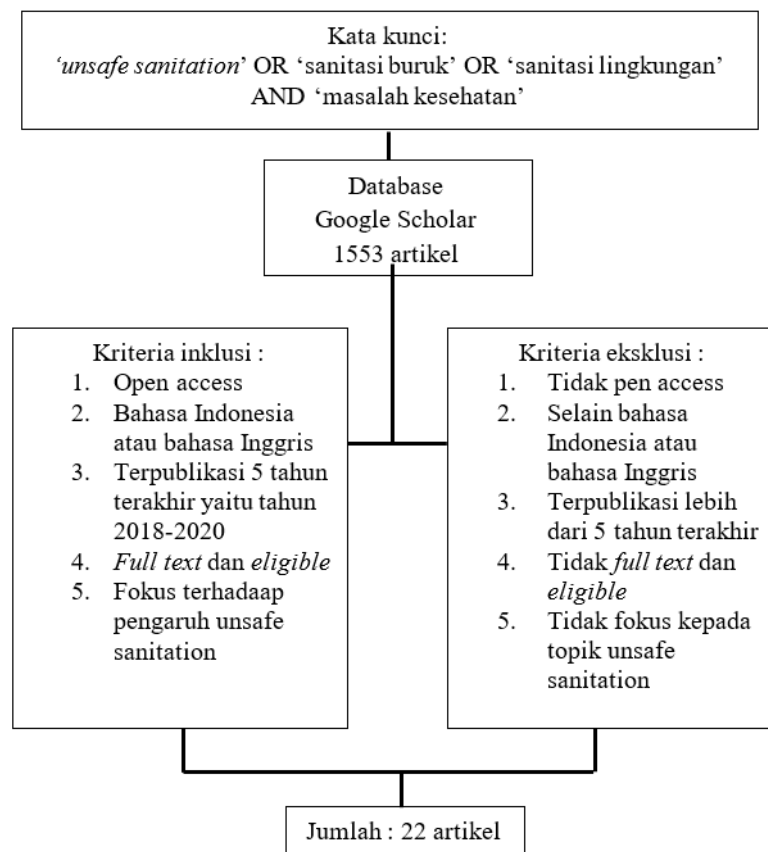 Kata kunci:
‘unsafe sanitation’ OR ‘sanitasi buruk’ OR ‘sanitasi lingkungan’
AND ‘masalah kesehatan’
Database
Google Scholar
1553 artikel
Kriteria inklusi :
1. Open access
2. Bahasa Indonesia
atau bahasa Inggris
3. Terpublikasi 5 tahun
terakhir yaitu tahun
2018-2020
4. Full text dan eligible
5. Fokus terhadaap
pengaruh unsafe
sanitation
Kriteria eksklusi :
1. Tidak pen access
2. Selain bahasa
Indonesia atau
bahasa Inggris
3. Terpublikasi lebih
dari 5 tahun terakhir
4. Tidak full text dan
eligible
5. Tidak fokus kepada
topik unsafe
sanitation
Jumlah : 22 artikel